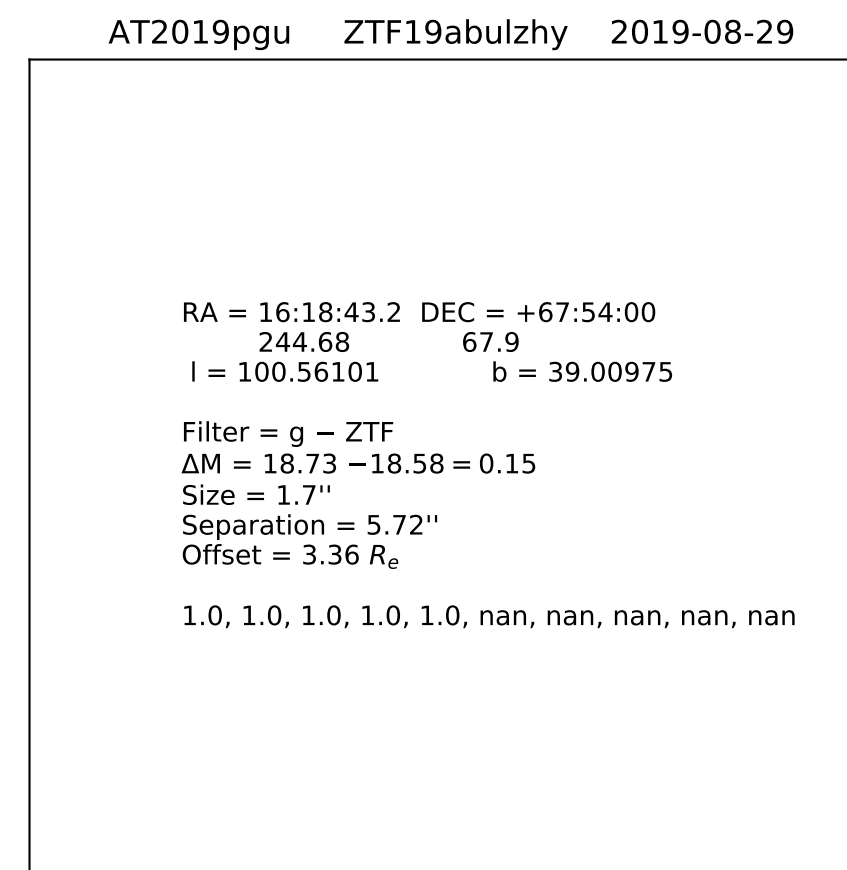 AT2019pgu ZTF19abulzhy 2019-08-29
RA = 16:18:43.2 DEC = +67:54:00
244.68 67.9
l = 100.56101 b = 39.00975
Filter = g − ZTF
ΔM = 18.73 −18.58 = 0.15
Size = 1.7''
Separation = 5.72''
Offset = 3.36 Rₑ
1.0, 1.0, 1.0, 1.0, 1.0, nan, nan, nan, nan, nan